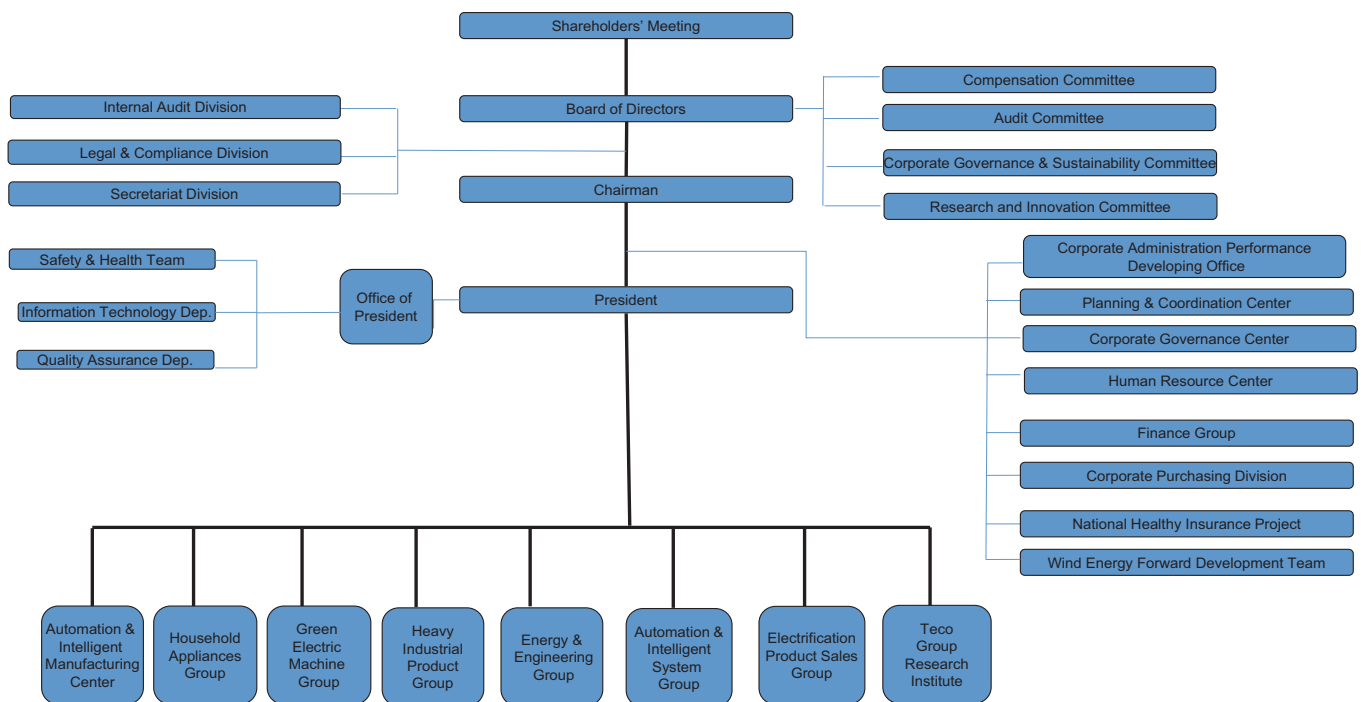 Shareholders' Meeting
Board of Directors
Chairman
President
Internal Audit Division
Legal & Compliance Division
Secretariat Division
Compensation Committee
Audit Committee
Corporate Governance & Sustainability Committee
Research and Innovation Committee
Safety & Health Team
Information Technology Dep.
Quality Assurance Dep.
Office of
President
Corporate Administration Performance
Developing Office
Planning & Coordination Center
Corporate Governance Center
Human Resource Center
Finance Group
Corporate Purchasing Division
National Healthy Insurance Project
Wind Energy Forward Development Team
Automation &
Intelligent
Manufacturing
Center
Household
Appliances
Group
Green
Electric
Machine
Group
Heavy
Industrial
Product
Group
Energy &
Engineering
Group
Automation &
Intelligent
System
Group
Electrification
Product Sales
Group
Teco
Group
Research
Institute